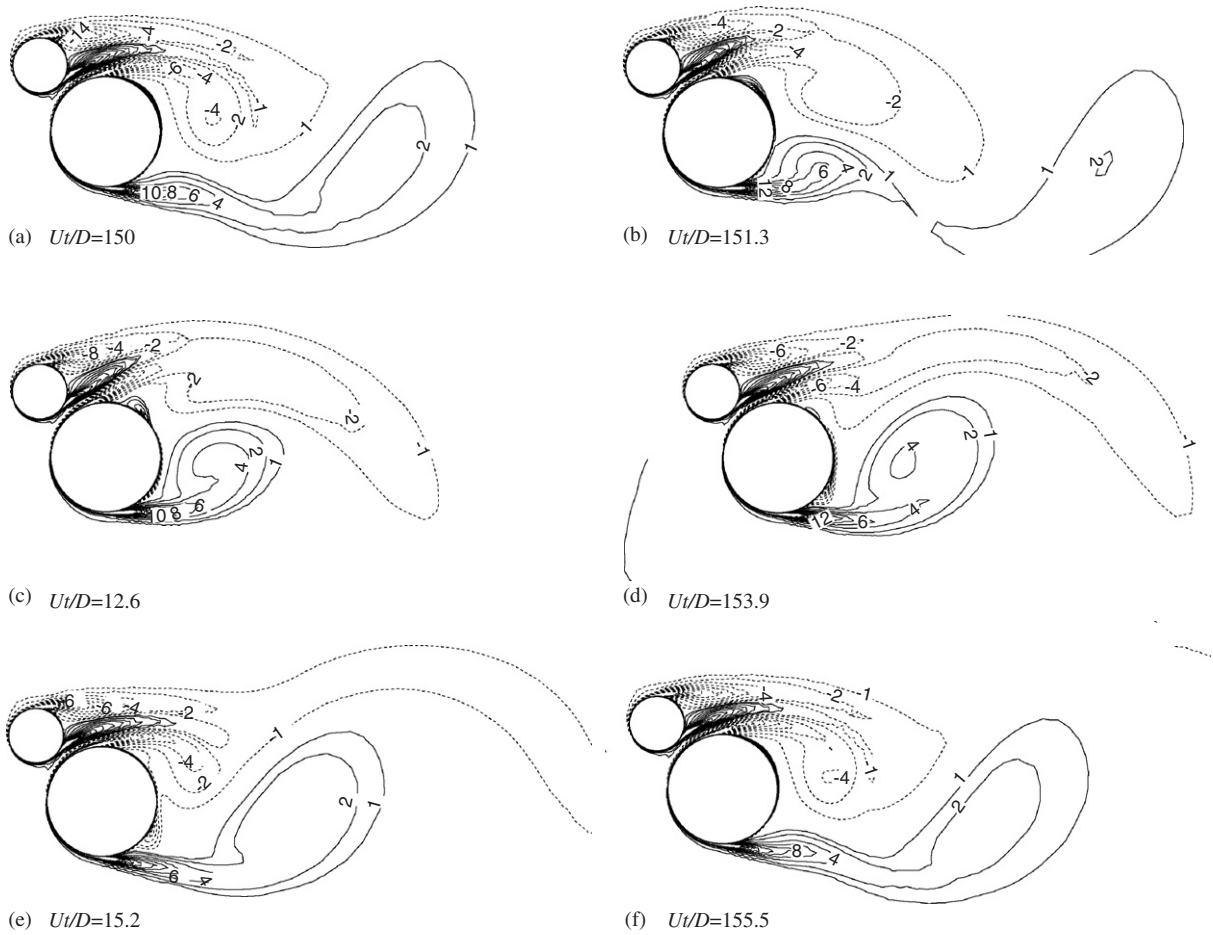 -14 -4 -2
-6 -4 -1
-4 2 -1
2 1
10 8 6 4
(a) Ut/D=150
-4 -2
-4 -2
1
12 8 6 4 2 1
1 2
(b) Ut/D=151.3
-8 -4 -2
-2 -2
-1
4 2 1
10 8 6
(c) Ut/D=12.6
-6 -2
-6 -4
-2
-1
4 2 1
12 6 4
(d) Ut/D=153.9
-6 6 -4 -2
-4 -2 -1
2 1
6 -4
(e) Ut/D=15.2
-4 -2 -1
-4 -1
1 2
8 4
(f) Ut/D=155.5